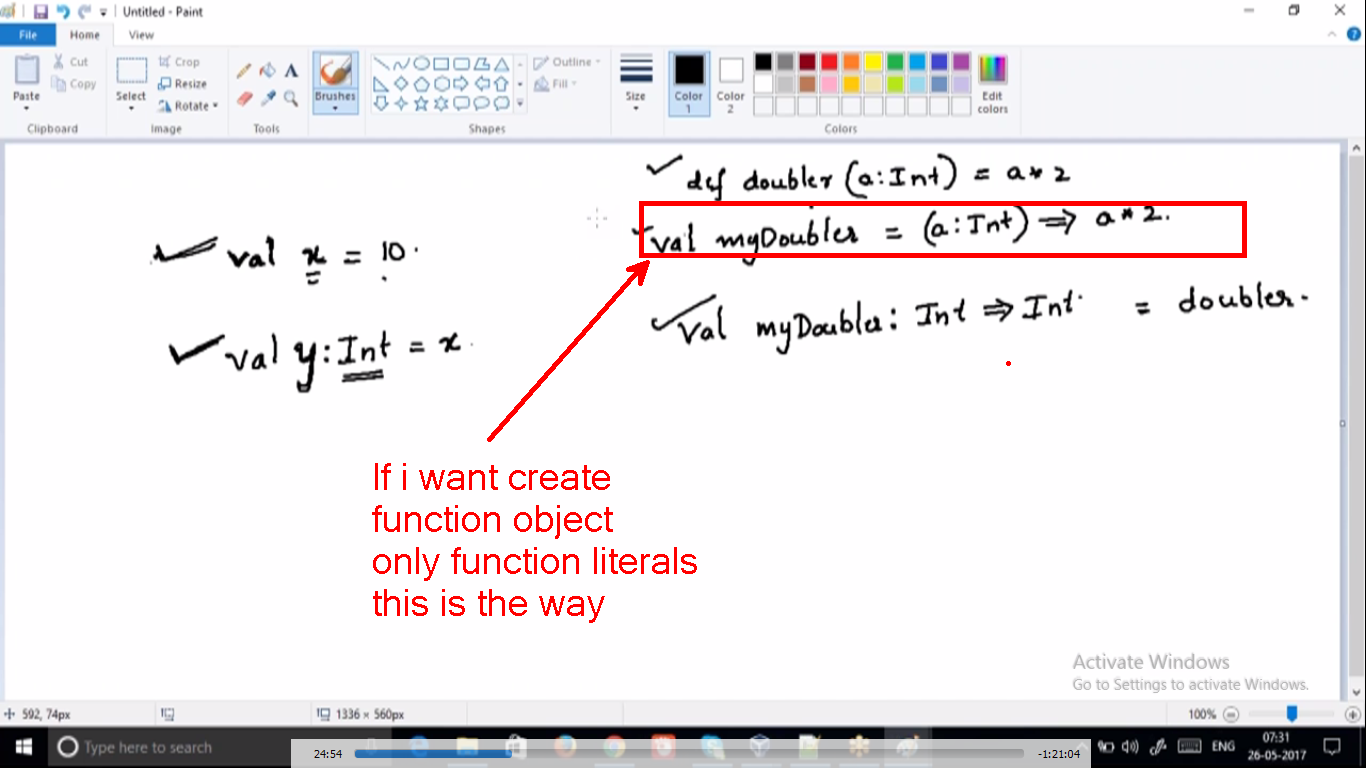 Untitled - Paint
File Home View
Paste
Cut
Copy
Clipboard
Select
Crop
Resize
Rotate
Image
Tools
Brushes
Shapes
Outline
Fill
Size
Color 1
Color 2
Edit colors
Colors
def doubler (a:Int) = a * 2
val myDoubler = (a:Int) => a * 2.
val x = 10.
val y:Int = x.
val myDoubler: Int => Int = doubler.
If i want create
function object
only function literals
this is the way
Activate Windows
Go to Settings to activate Windows.
592, 74px
1336 × 560px
100%
Type here to search
24:54
-1:21:04
ENG
07:31
26-05-2017